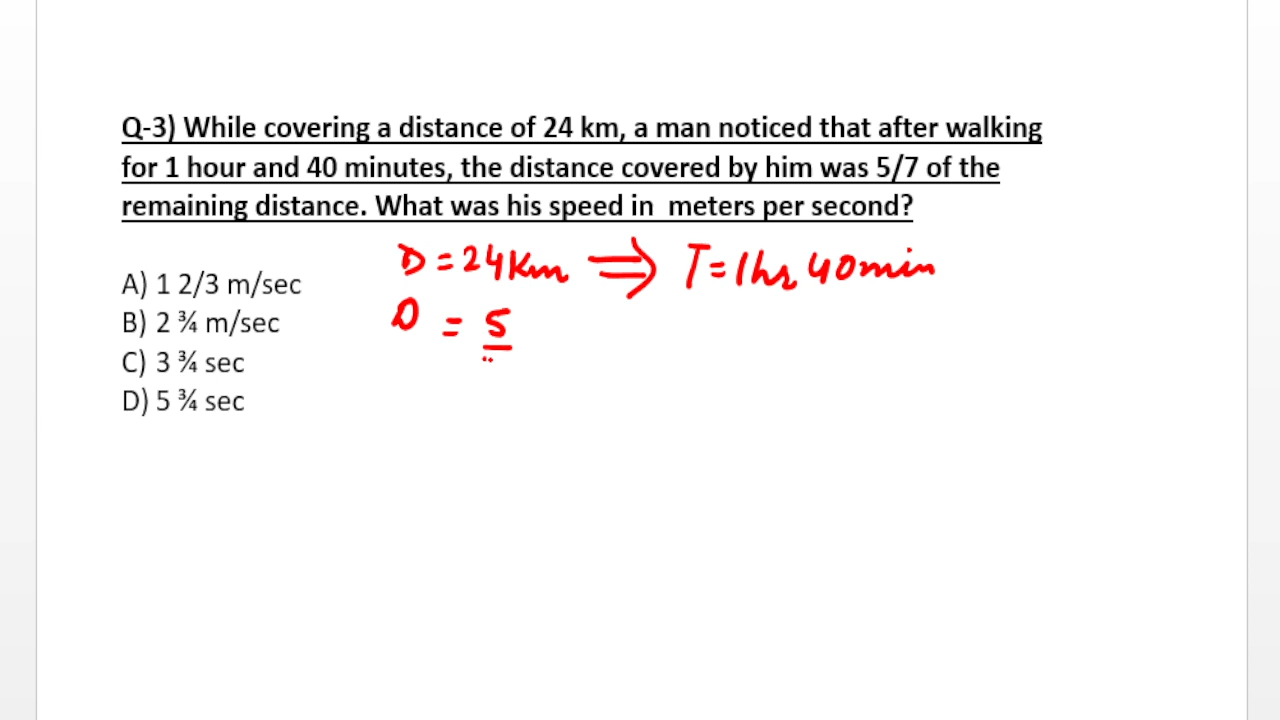 Q-3) While covering a distance of 24 km, a man noticed that after walking
for 1 hour and 40 minutes, the distance covered by him was 5/7 of the
remaining distance. What was his speed in  meters per second?
D = 24Km ⇒ T = 1hr 40min
A) 1 2/3 m/sec
D = 5
B) 2 ¾ m/sec
C) 3 ¾ sec
D) 5 ¾ sec